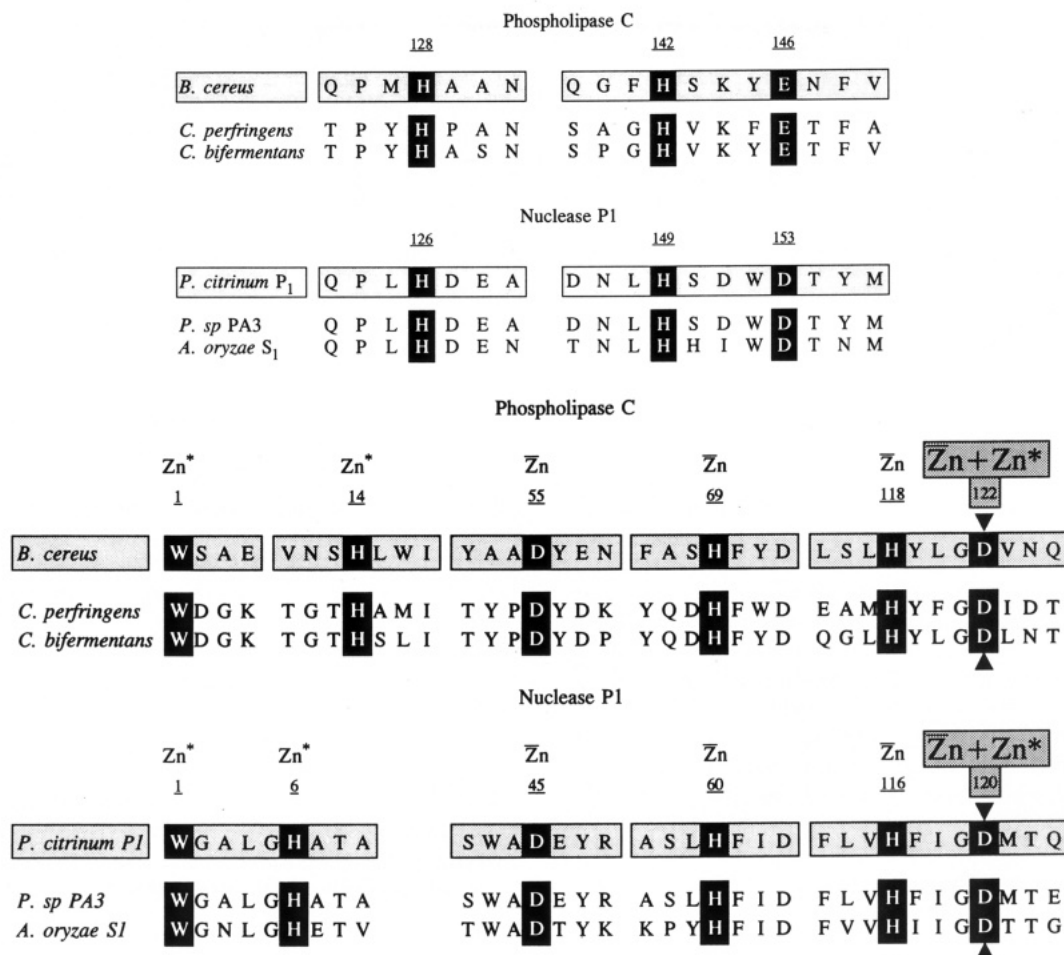 Phospholipase C
128 142 146
B. cereus Q P M H A A N Q G F H S K Y E N F V
C. perfringens T P Y H P A N S A G H V K F E T F A
C. bifermentans T P Y H A S N S P G H V K Y E T F V
Nuclease P1
126 149 153
P. citrinum P₁ Q P L H D E A D N L H S D W D T Y M
P. sp PA3 Q P L H D E A D N L H S D W D T Y M
A. oryzae S₁ Q P L H D E N T N L H H I W D T N M
Phospholipase C
Zn* Zn* Z̅n Z̅n Z̅n Z̅n+Zn*
1 14 55 69 118 122
B. cereus W S A E V N S H L W I Y A A D Y E N F A S H F Y D L S L H Y L G D V N Q
C. perfringens W D G K T G T H A M I T Y P D Y D K Y Q D H F W D E A M H Y F G D I D T
C. bifermentans W D G K T G T H S L I T Y P D Y D P Y Q D H F Y D Q G L H Y L G D L N T
Nuclease P1
Zn* Zn* Z̅n Z̅n Z̅n Z̅n+Zn*
1 6 45 60 116 120
P. citrinum P1 W G A L G H A T A S W A D E Y R A S L H F I D F L V H F I G D M T Q
P. sp PA3 W G A L G H A T A S W A D E Y R A S L H F I D F L V H F I G D M T E
A. oryzae S1 W G N L G H E T V T W A D T Y K K P Y H F I D F V V H I I G D T T G